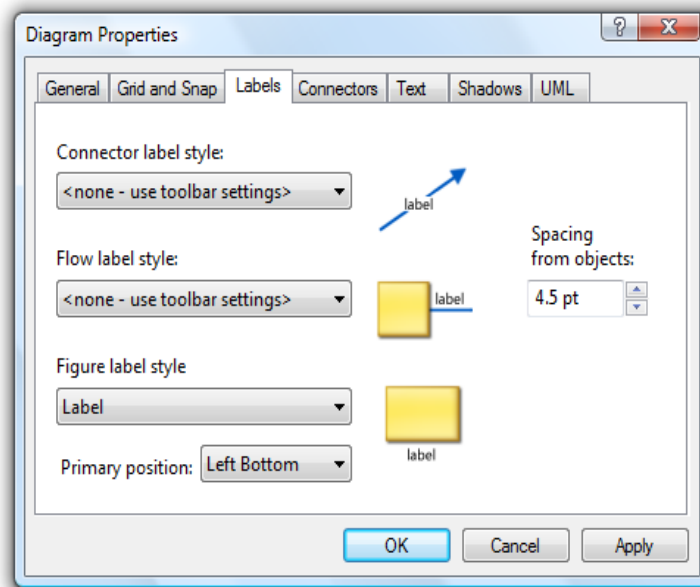 Diagram Properties
?
X
General Grid and Snap Labels Connectors Text Shadows UML
Connector label style:
<none - use toolbar settings>
label
Spacing
from objects:
Flow label style:
<none - use toolbar settings>
label
4.5 pt
Figure label style
Label
label
Primary position: Left Bottom
OK Cancel Apply